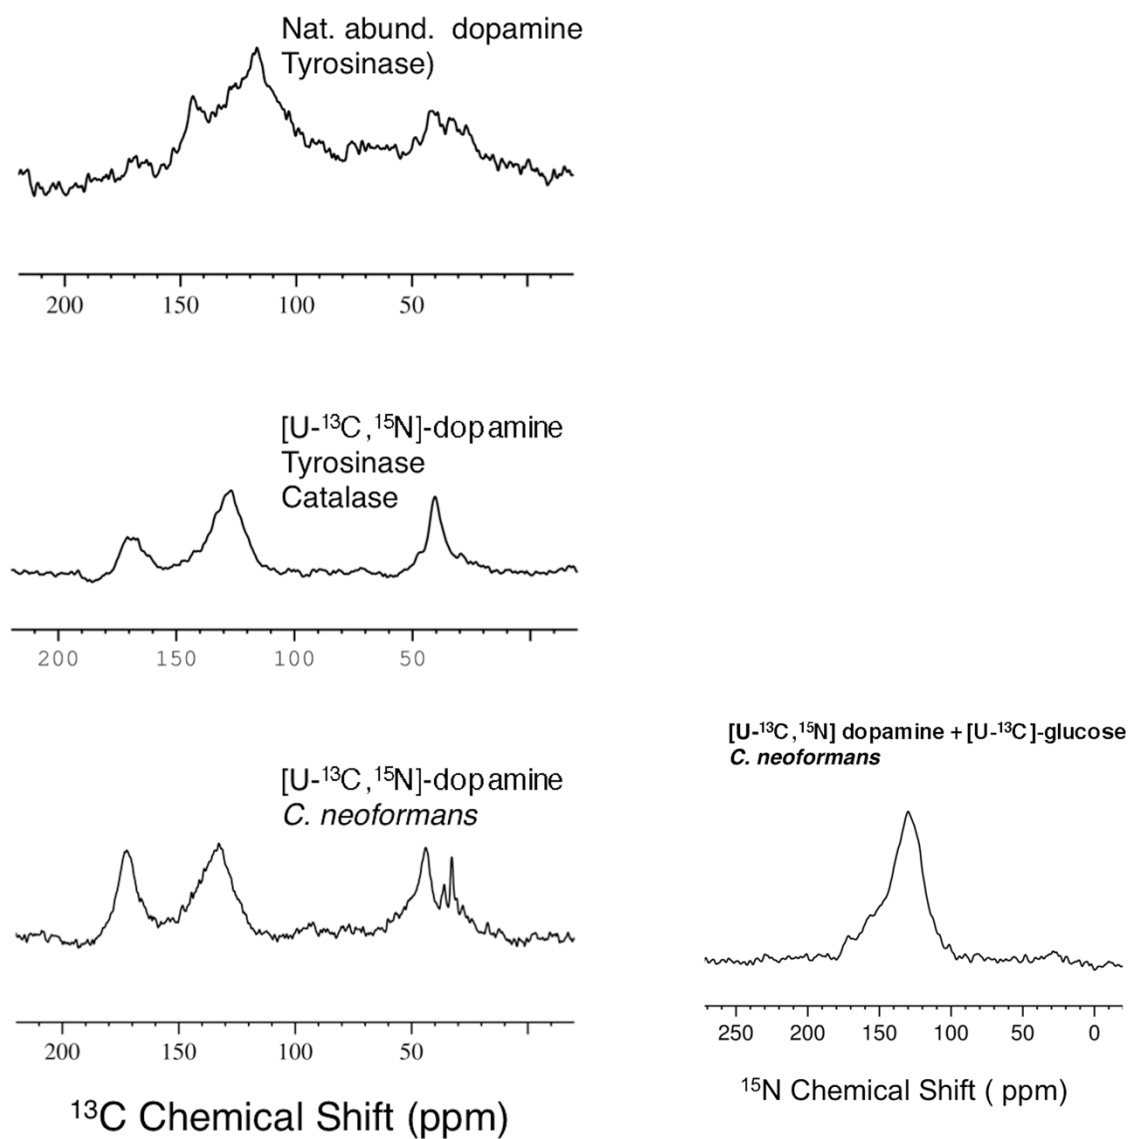 Nat. abund. dopamine
Tyrosinase)
200 150 100 50
[U-¹³C,¹⁵N]-dopamine
Tyrosinase
Catalase
200 150 100 50
[U-¹³C,¹⁵N]-dopamine
C. neoformans
200 150 100 50
¹³C Chemical Shift (ppm)
[U-¹³C,¹⁵N] dopamine + [U-¹³C]-glucose
C. neoformans
250 200 150 100 50 0
¹⁵N Chemical Shift ( ppm)